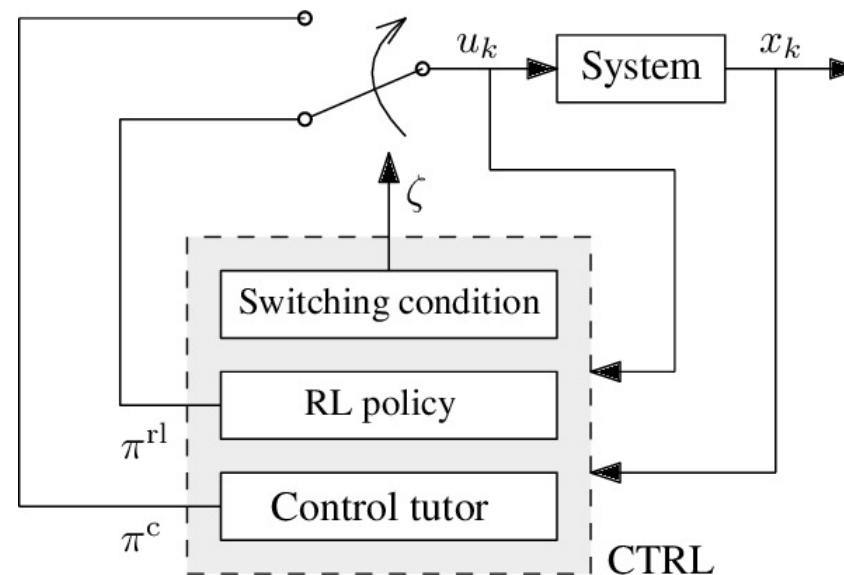 u_k
System
x_k
ζ
Switching condition
RL policy
π^rl
Control tutor
π^c
CTRL